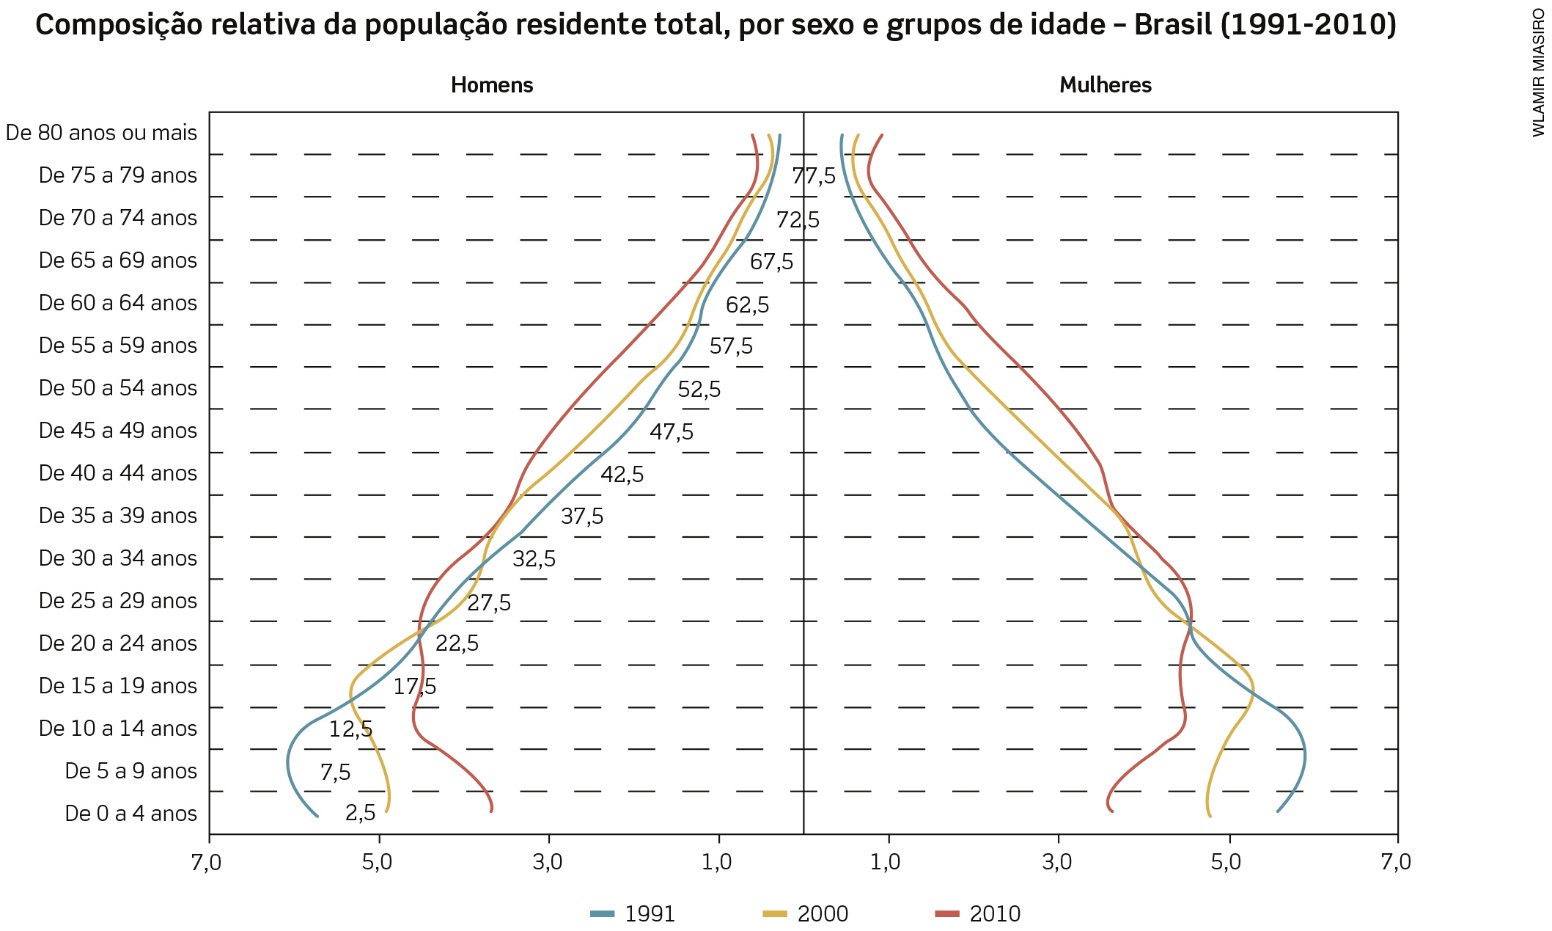 Composição relativa da população residente total, por sexo e grupos de idade – Brasil (1991-2010)
WLAMIR MIASIRO
Homens
Mulheres
De 80 anos ou mais
De 75 a 79 anos
77,5
De 70 a 74 anos
72,5
De 65 a 69 anos
67,5
De 60 a 64 anos
62,5
De 55 a 59 anos
57,5
De 50 a 54 anos
52,5
De 45 a 49 anos
47,5
De 40 a 44 anos
42,5
De 35 a 39 anos
37,5
De 30 a 34 anos
32,5
De 25 a 29 anos
27,5
De 20 a 24 anos
22,5
De 15 a 19 anos
17,5
De 10 a 14 anos
12,5
De 5 a 9 anos
7,5
De 0 a 4 anos
2,5
7,0 5,0 3,0 1,0 1,0 3,0 5,0 7,0
1991 2000 2010